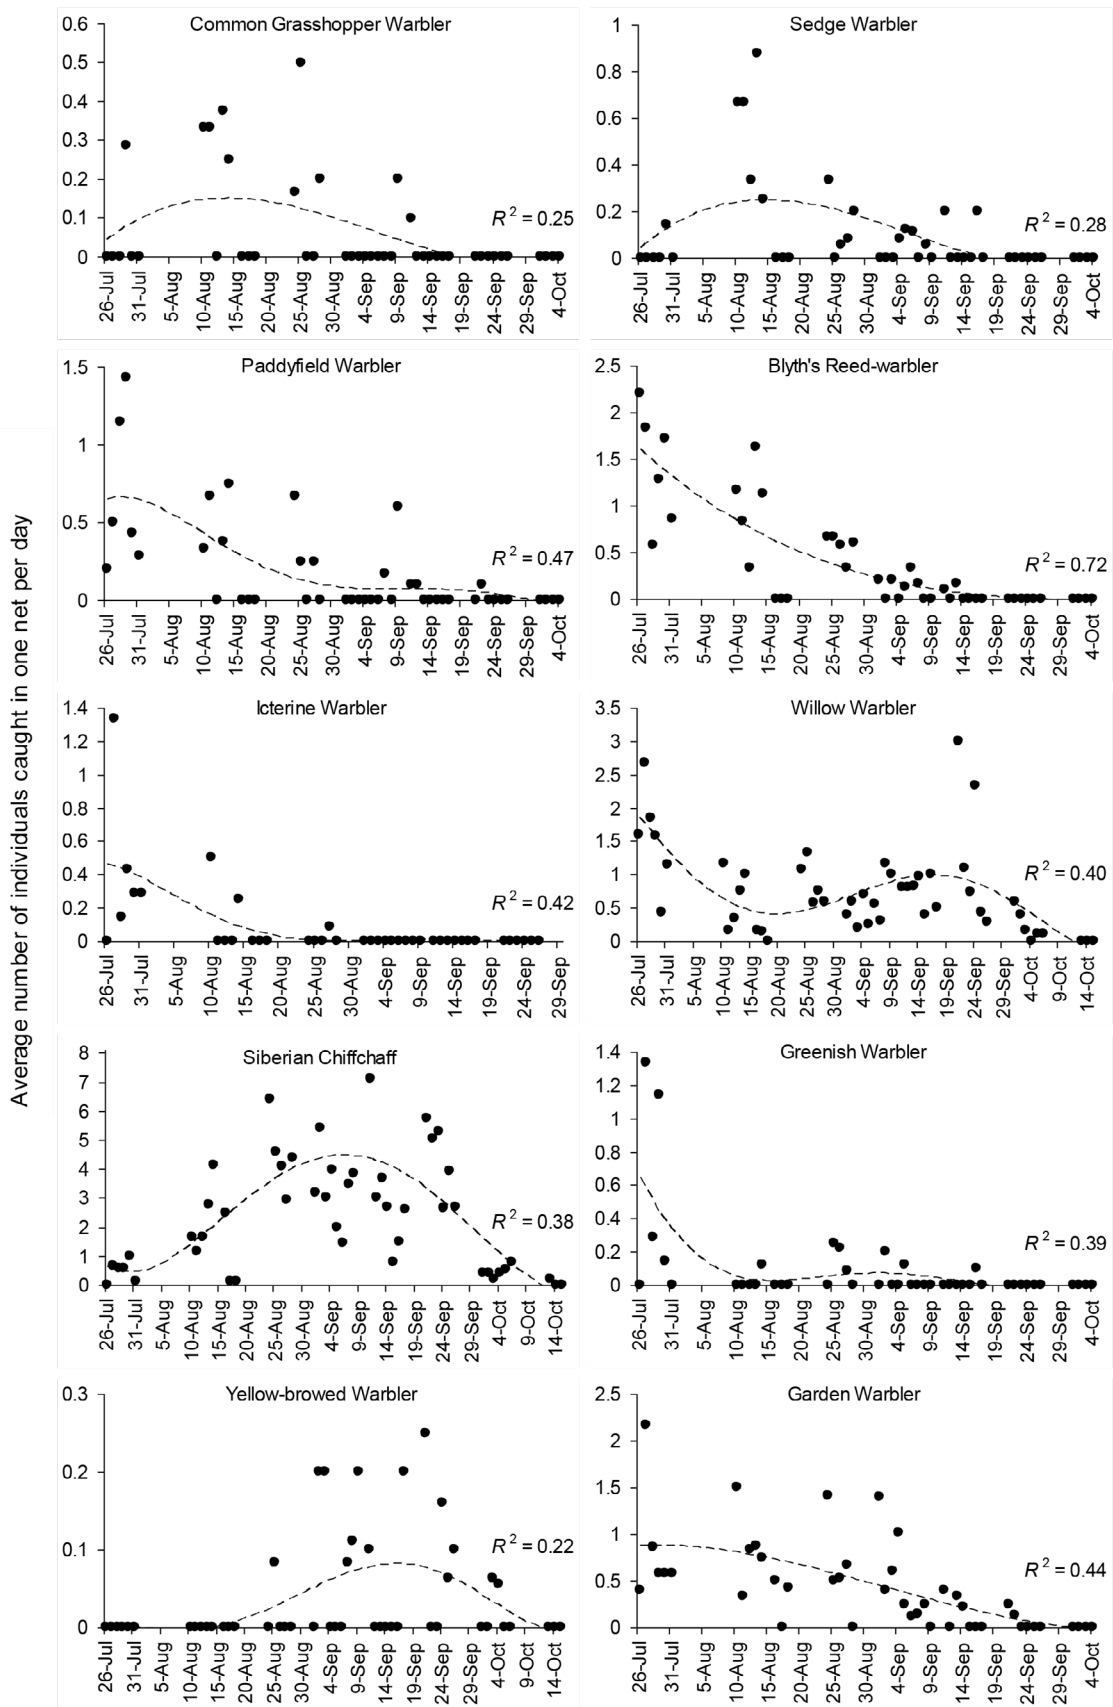 Average number of individuals caught in one net per day
Common Grasshopper Warbler
0.6
0.5
0.4
0.3
0.2
0.1
0
R² = 0.25
26-Jul 31-Jul 5-Aug 10-Aug 15-Aug 20-Aug 25-Aug 30-Aug 4-Sep 9-Sep 14-Sep 19-Sep 24-Sep 29-Sep 4-Oct
Sedge Warbler
1
0.8
0.6
0.4
0.2
0
R² = 0.28
26-Jul 31-Jul 5-Aug 10-Aug 15-Aug 20-Aug 25-Aug 30-Aug 4-Sep 9-Sep 14-Sep 19-Sep 24-Sep 29-Sep 4-Oct
Paddyfield Warbler
1.5
1
0.5
0
R² = 0.47
26-Jul 31-Jul 5-Aug 10-Aug 15-Aug 20-Aug 25-Aug 30-Aug 4-Sep 9-Sep 14-Sep 19-Sep 24-Sep 29-Sep 4-Oct
Blyth's Reed-warbler
2.5
2
1.5
1
0.5
0
R² = 0.72
26-Jul 31-Jul 5-Aug 10-Aug 15-Aug 20-Aug 25-Aug 30-Aug 4-Sep 9-Sep 14-Sep 19-Sep 24-Sep 29-Sep 4-Oct
Icterine Warbler
1.4
1.2
1
0.8
0.6
0.4
0.2
0
R² = 0.42
26-Jul 31-Jul 5-Aug 10-Aug 15-Aug 20-Aug 25-Aug 30-Aug 4-Sep 9-Sep 14-Sep 19-Sep 24-Sep 29-Sep
Willow Warbler
3.5
3
2.5
2
1.5
1
0.5
0
R² = 0.40
26-Jul 31-Jul 5-Aug 10-Aug 15-Aug 20-Aug 25-Aug 30-Aug 4-Sep 9-Sep 14-Sep 19-Sep 24-Sep 29-Sep 4-Oct 9-Oct 14-Oct
Siberian Chiffchaff
8
7
6
5
4
3
2
1
0
R² = 0.38
26-Jul 31-Jul 5-Aug 10-Aug 15-Aug 20-Aug 25-Aug 30-Aug 4-Sep 9-Sep 14-Sep 19-Sep 24-Sep 29-Sep 4-Oct 9-Oct 14-Oct
Greenish Warbler
1.4
1.2
1
0.8
0.6
0.4
0.2
0
R² = 0.39
26-Jul 31-Jul 5-Aug 10-Aug 15-Aug 20-Aug 25-Aug 30-Aug 4-Sep 9-Sep 14-Sep 19-Sep 24-Sep 29-Sep 4-Oct
Yellow-browed Warbler
0.3
0.2
0.1
0
R² = 0.22
26-Jul 31-Jul 5-Aug 10-Aug 15-Aug 20-Aug 25-Aug 30-Aug 4-Sep 9-Sep 14-Sep 19-Sep 24-Sep 29-Sep 4-Oct 9-Oct 14-Oct
Garden Warbler
2.5
2
1.5
1
0.5
0
R² = 0.44
26-Jul 31-Jul 5-Aug 10-Aug 15-Aug 20-Aug 25-Aug 30-Aug 4-Sep 9-Sep 14-Sep 19-Sep 24-Sep 29-Sep 4-Oct